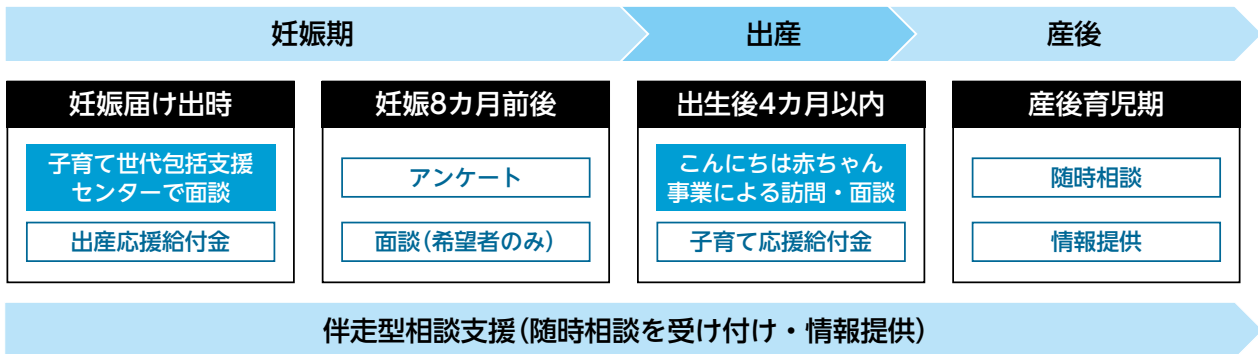 妊娠期
出産
産後
妊娠届け出時
子育て世代包括支援
センターで面談
出産応援給付金
妊娠8カ月前後
アンケート
面談(希望者のみ)
出生後4カ月以内
こんにちは赤ちゃん
事業による訪問・面談
子育て応援給付金
産後育児期
随時相談
情報提供
伴走型相談支援(随時相談を受け付け・情報提供)